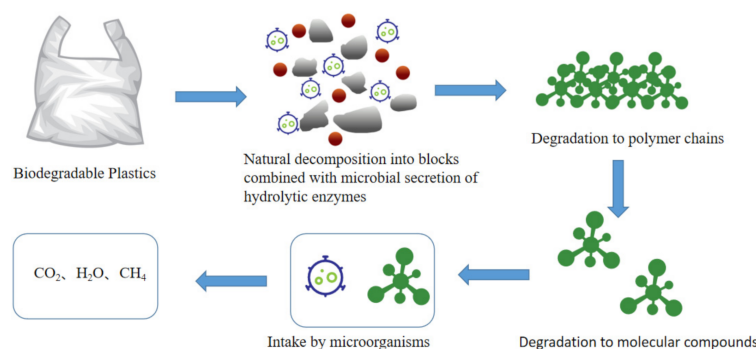 Biodegradable Plastics
Natural decomposition into blocks
combined with microbial secretion of
hydrolytic enzymes
Degradation to polymer chains
Degradation to molecular compounds
Intake by microorganisms
CO₂、H₂O、CH₄